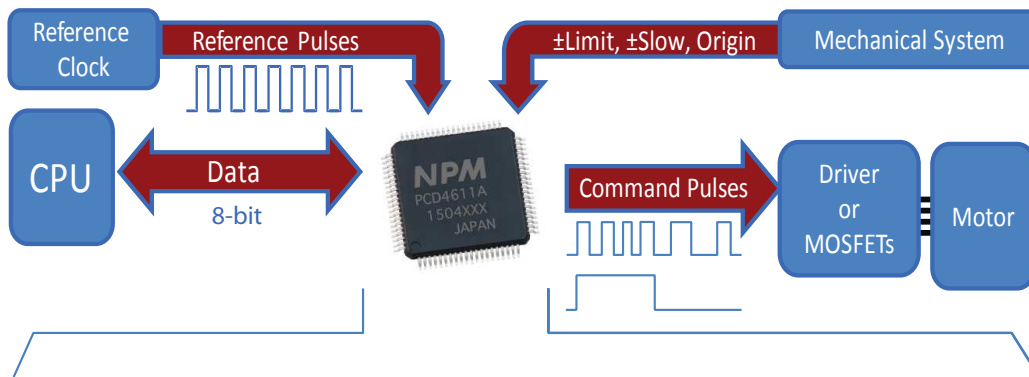 Reference
Clock
Reference Pulses
±Limit, ±Slow, Origin
Mechanical System
CPU
Data
8-bit
NPM
PCD4611A
1504XXX
JAPAN
Command Pulses
Driver
or
MOSFETs
Motor